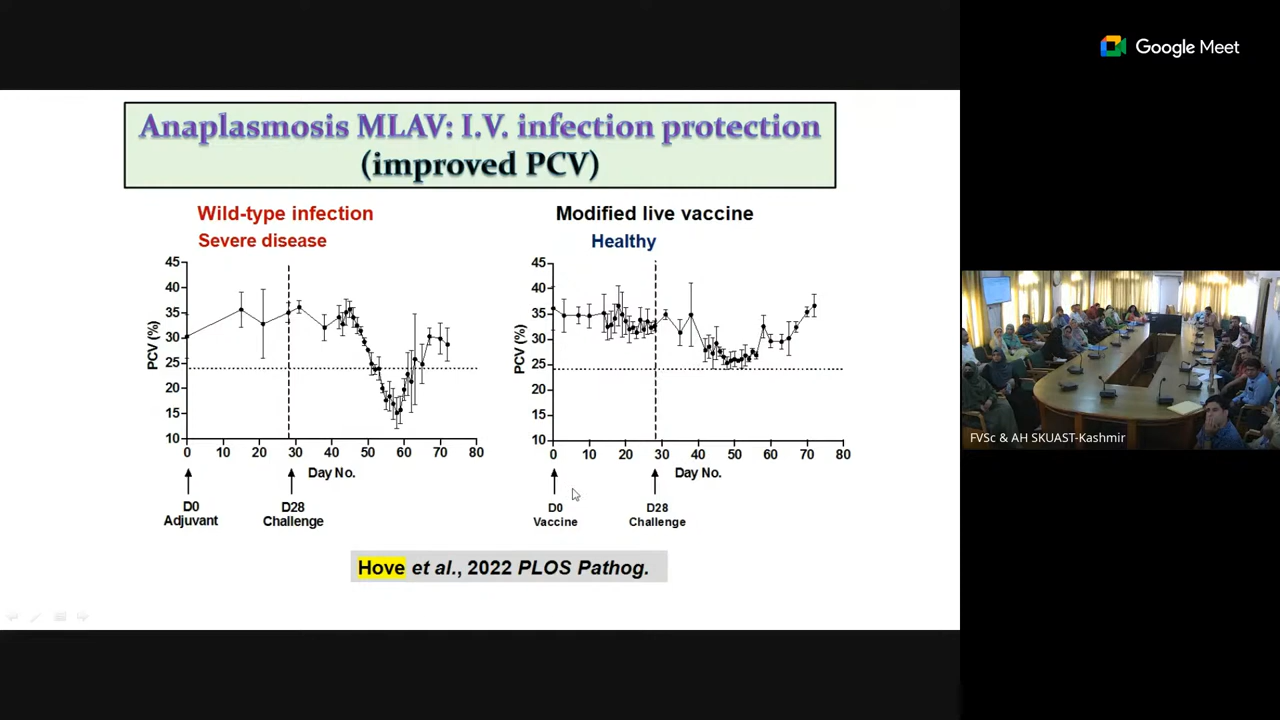 Google Meet
Anaplasmosis MLAV: I.V. infection protection
(improved PCV)
Wild-type infection
Severe disease
45
40
35
30
25
20
15
10
PCV (%)
0 10 20 30 40 50 60 70 80
Day No.
D0
Adjuvant
D28
Challenge
Modified live vaccine
Healthy
45
40
35
30
25
20
15
10
PCV (%)
0 10 20 30 40 50 60 70 80
Day No.
D0
Vaccine
D28
Challenge
Hove et al., 2022 PLOS Pathog.
FVSc & AH SKUAST-Kashmir